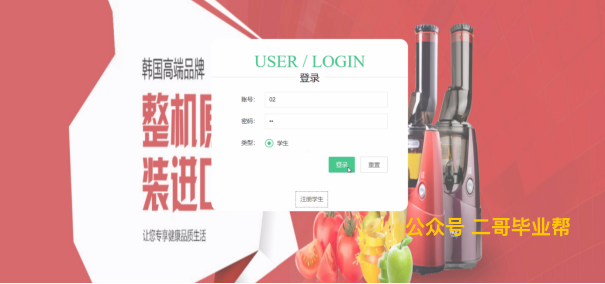 韩国高端品牌
整机
装进
让您专享健康品质生活
USER / LOGIN
登录
账号： 02
密码： ••
类型： 学生
登录 重置
注册学生
公众号 二哥毕业帮